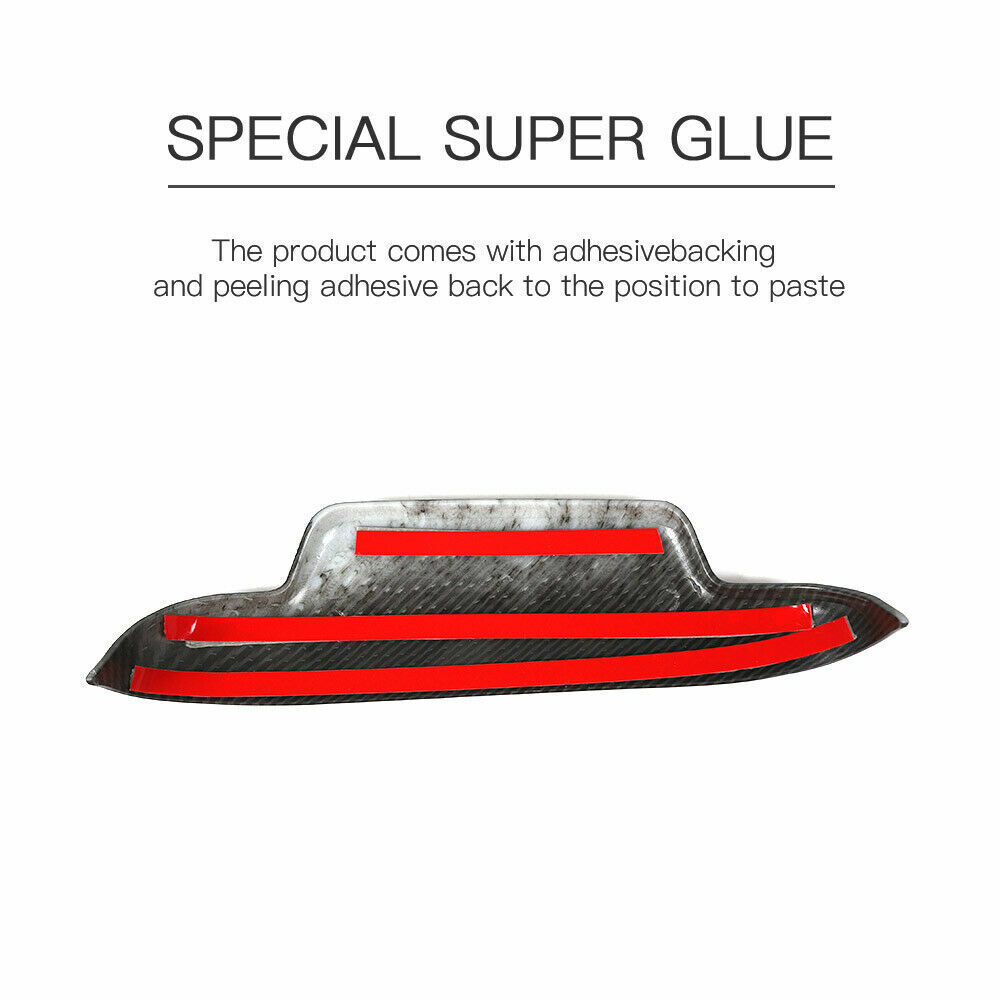 SPECIAL SUPER GLUE
The product comes with adhesivebacking
and peeling adhesive back to the position to paste